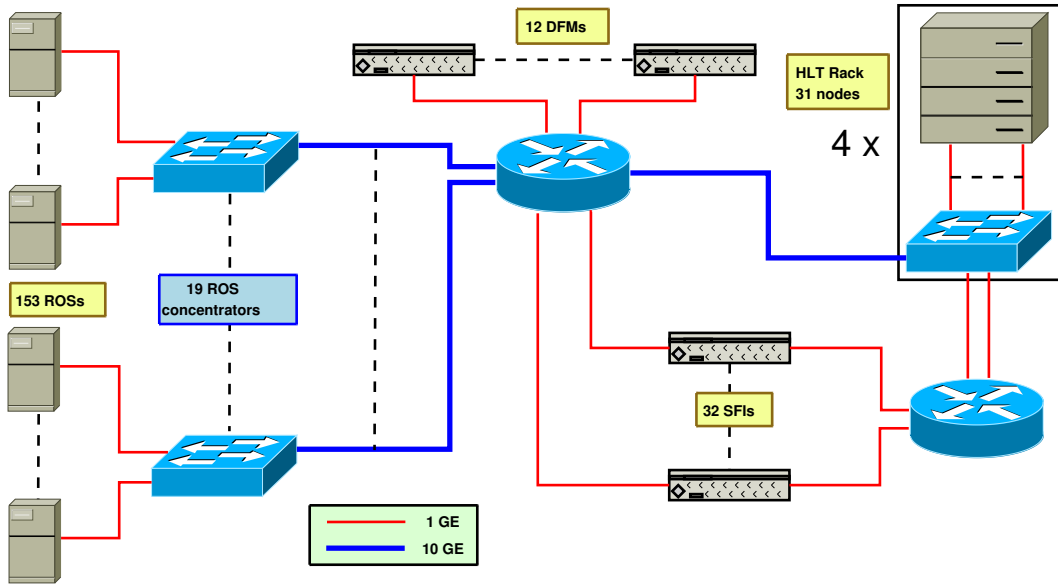 12 DFMs
HLT Rack
31 nodes
4 x
153 ROSs
19 ROS
concentrators
32 SFIs
1 GE
10 GE